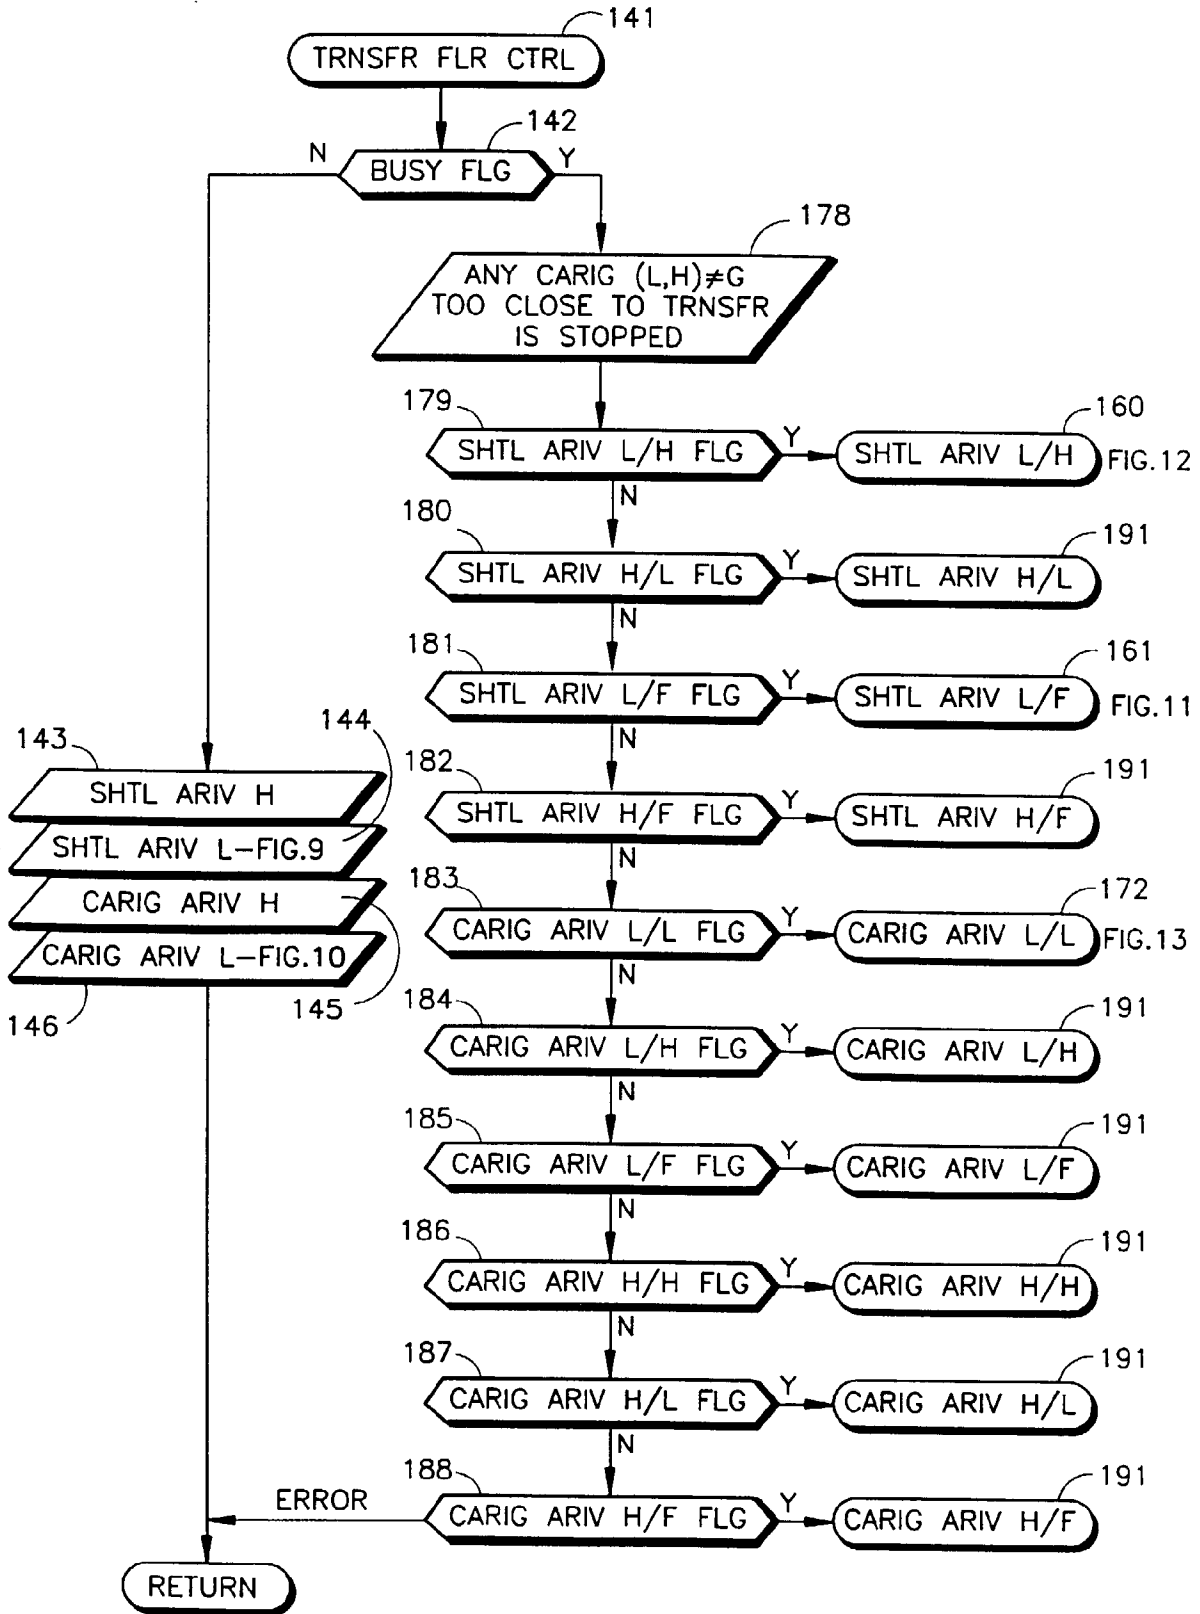 141
TRNSFR FLR CTRL
142
N
BUSY FLG
Y
178
ANY CARIG (L,H)≠G
TOO CLOSE TO TRNSFR
IS STOPPED
179
SHTL ARIV L/H FLG
Y
160
SHTL ARIV L/H
FIG.12
N
180
SHTL ARIV H/L FLG
Y
191
SHTL ARIV H/L
N
181
SHTL ARIV L/F FLG
Y
161
SHTL ARIV L/F
FIG.11
N
143
SHTL ARIV H
144
SHTL ARIV L-FIG.9
CARIG ARIV H
145
CARIG ARIV L-FIG.10
146
182
SHTL ARIV H/F FLG
Y
191
SHTL ARIV H/F
N
183
CARIG ARIV L/L FLG
Y
172
CARIG ARIV L/L
FIG.13
N
184
CARIG ARIV L/H FLG
Y
191
CARIG ARIV L/H
N
185
CARIG ARIV L/F FLG
Y
191
CARIG ARIV L/F
N
186
CARIG ARIV H/H FLG
Y
191
CARIG ARIV H/H
N
187
CARIG ARIV H/L FLG
Y
191
CARIG ARIV H/L
N
188
CARIG ARIV H/F FLG
Y
191
CARIG ARIV H/F
ERROR
RETURN